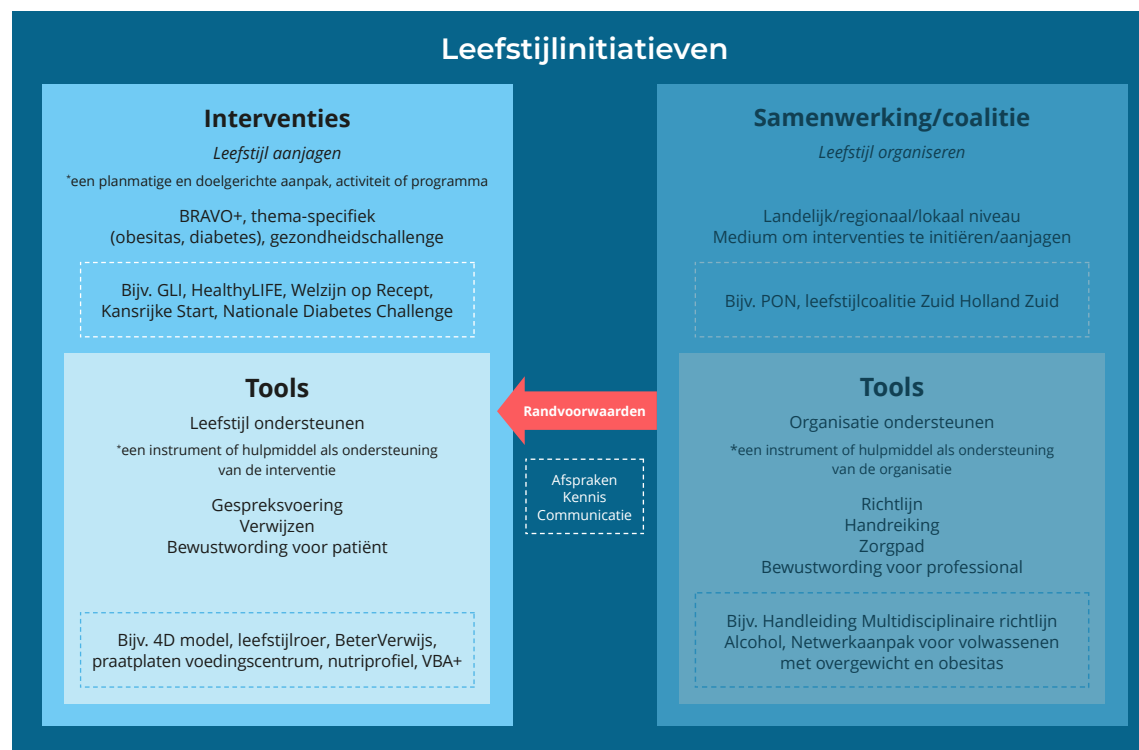 Leefstijlinitiatieven
Interventies
Leefstijl aanjagen
*een planmatige en doelgerichte aanpak, activiteit of programma
BRAVO+, thema-specifiek
(obesitas, diabetes), gezondheidschallenge
Bijv. GLI, HealthyLIFE, Welzijn op Recept,
Kansrijke Start, Nationale Diabetes Challenge
Tools
Leefstijl ondersteunen
*een instrument of hulpmiddel als ondersteuning
van de interventie
Gespreksvoering
Verwijzen
Bewustwording voor patiënt
Bijv. 4D model, leefstijlroer, BeterVerwijs,
praatplaten voedingscentrum, nutriprofiel, VBA+
Randvoorwaarden
Afspraken
Kennis
Communicatie
Samenwerking/coalitie
Leefstijl organiseren
Landelijk/regionaal/lokaal niveau
Medium om interventies te initiëren/aanjagen
Bijv. PON, leefstijlcoalitie Zuid Holland Zuid
Tools
Organisatie ondersteunen
*een instrument of hulpmiddel als ondersteuning
van de organisatie
Richtlijn
Handreiking
Zorgpad
Bewustwording voor professional
Bijv. Handleiding Multidisciplinaire richtlijn
Alcohol, Netwerkaanpak voor volwassenen
met overgewicht en obesitas